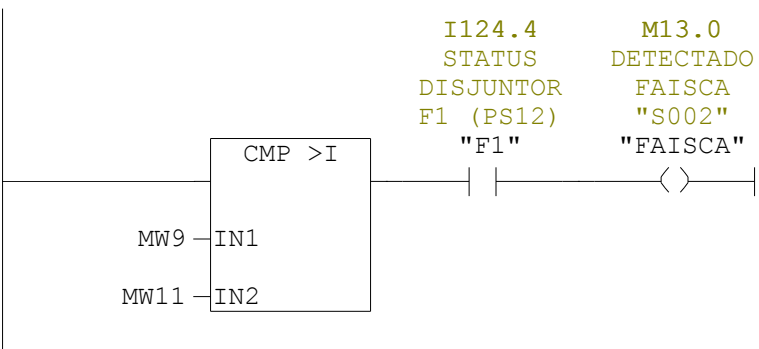 I124.4
STATUS
DISJUNTOR
F1 (PS12)
"F1"
M13.0
DETECTADO
FAISCA
"S002"
"FAISCA"
CMP >I
MW9
IN1
MW11
IN2